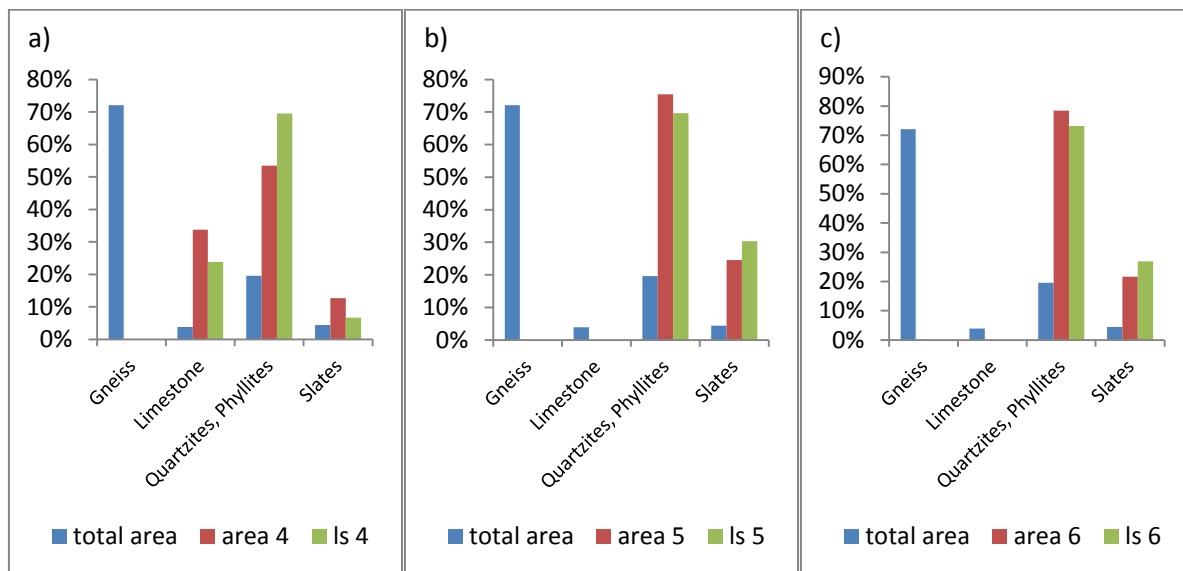 a)
80%
70%
60%
50%
40%
30%
20%
10%
0%
Gneiss
Limestone
Quartzites, Phyllites
Slates
total area
area 4
ls 4
b)
80%
70%
60%
50%
40%
30%
20%
10%
0%
Gneiss
Limestone
Quartzites, Phyllites
Slates
total area
area 5
ls 5
c)
90%
80%
70%
60%
50%
40%
30%
20%
10%
0%
Gneiss
Limestone
Quartzites, Phyllites
Slates
total area
area 6
ls 6